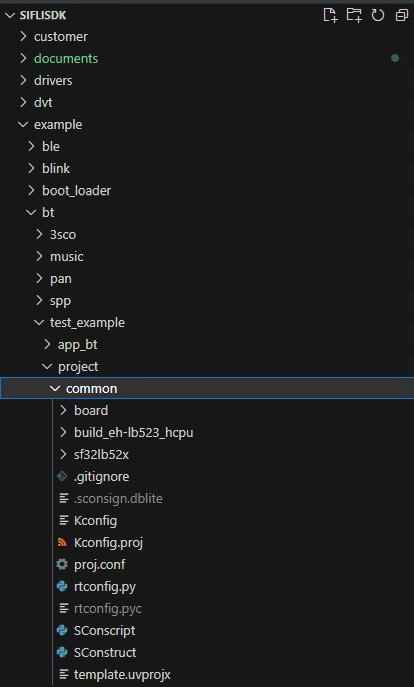 SIFLISDK
customer
documents
drivers
dvt
example
ble
blink
boot_loader
bt
3sco
music
pan
spp
test_example
app_bt
project
common
board
build_eh-lb523_hcpu
sf32lb52x
.gitignore
.sconsign.dblite
Kconfig
Kconfig.proj
proj.conf
rtconfig.py
rtconfig.pyc
SConscript
SConstruct
template.uvprojx